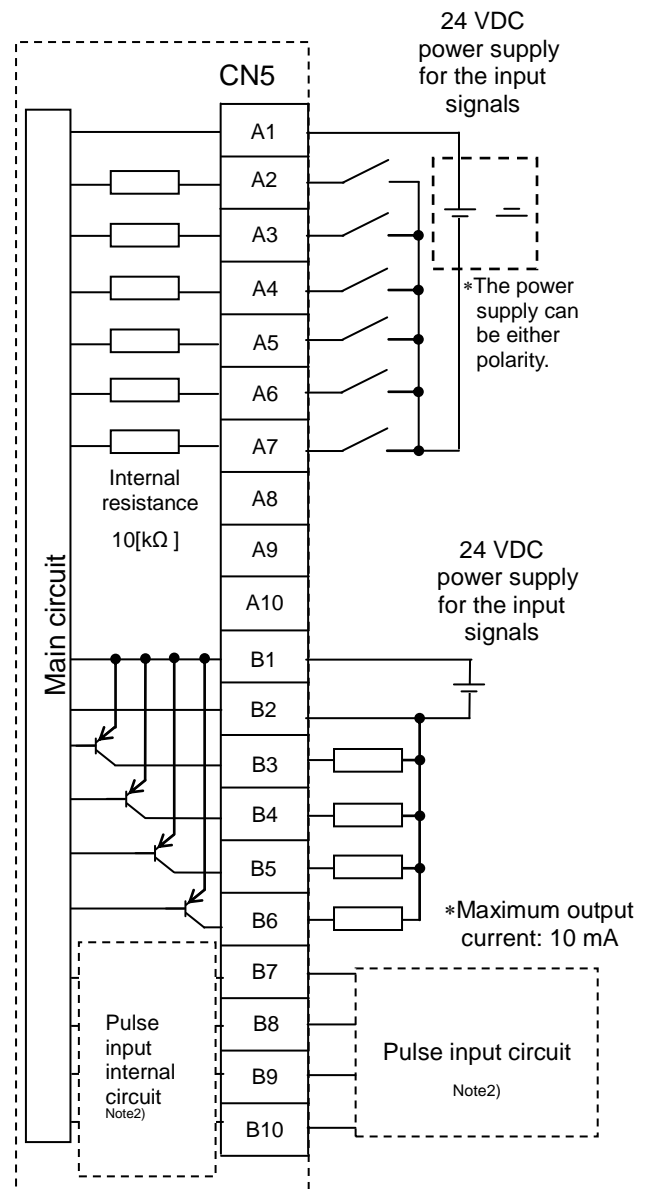 24 VDC
power supply
for the input
signals
CN5
A1
A2
A3
A4
A5
A6
A7
A8
A9
A10
B1
B2
B3
B4
B5
B6
B7
B8
B9
B10
*The power
supply can
be either
polarity.
Internal
resistance
10[kΩ ]
Main circuit
24 VDC
power supply
for the input
signals
*Maximum output
current: 10 mA
Pulse
input
internal
circuit
Note2)
Pulse input circuit
Note2)